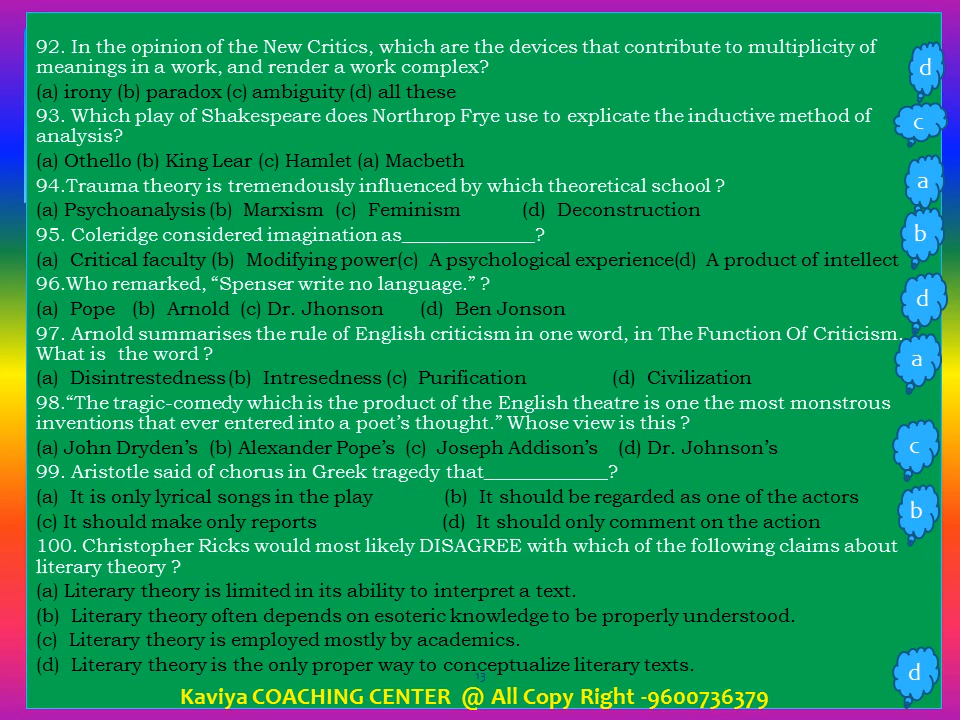 92. In the opinion of the New Critics, which are the devices that contribute to multiplicity of
meanings in a work, and render a work complex?
d
(a) irony (b) paradox (c) ambiguity (d) all these
93. Which play of Shakespeare does Northrop Frye use to explicate the inductive method of
analysis?
c
(a) Othello (b) King Lear (c) Hamlet (a) Macbeth
94.Trauma theory is tremendously influenced by which theoretical school ?
a
(a) Psychoanalysis (b) Marxism (c) Feminism (d) Deconstruction
95. Coleridge considered imagination as_______________?
b
(a) Critical faculty (b) Modifying power(c) A psychological experience(d) A product of intellect
96.Who remarked, “Spenser write no language.” ?
d
(a) Pope (b) Arnold (c) Dr. Jhonson (d) Ben Jonson
97. Arnold summarises the rule of English criticism in one word, in The Function Of Criticism.
What is the word ?
a
(a) Disintrestedness (b) Intresedness (c) Purification (d) Civilization
98.“The tragic-comedy which is the product of the English theatre is one the most monstrous
inventions that ever entered into a poet’s thought.” Whose view is this ?
(a) John Dryden’s (b) Alexander Pope’s (c) Joseph Addison’s (d) Dr. Johnson’s
c
99. Aristotle said of chorus in Greek tragedy that______________?
(a) It is only lyrical songs in the play (b) It should be regarded as one of the actors
b
(c) It should make only reports (d) It should only comment on the action
100. Christopher Ricks would most likely DISAGREE with which of the following claims about
literary theory ?
(a) Literary theory is limited in its ability to interpret a text.
(b) Literary theory often depends on esoteric knowledge to be properly understood.
(c) Literary theory is employed mostly by academics.
(d) Literary theory is the only proper way to conceptualize literary texts.
d
13
Kaviya COACHING CENTER @ All Copy Right -9600736379